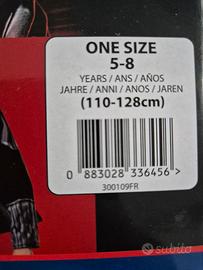 ONE SIZE
5-8
YEARS / ANS / AÑOS
JAHRE / ANNI / ANOS / JAREN
(110-128cm)
0 883028 336456 >
300109FR
subito